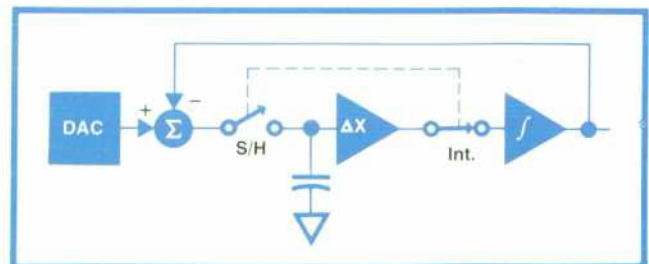 + −
DAC Σ ΔX ∫
S/H Int.